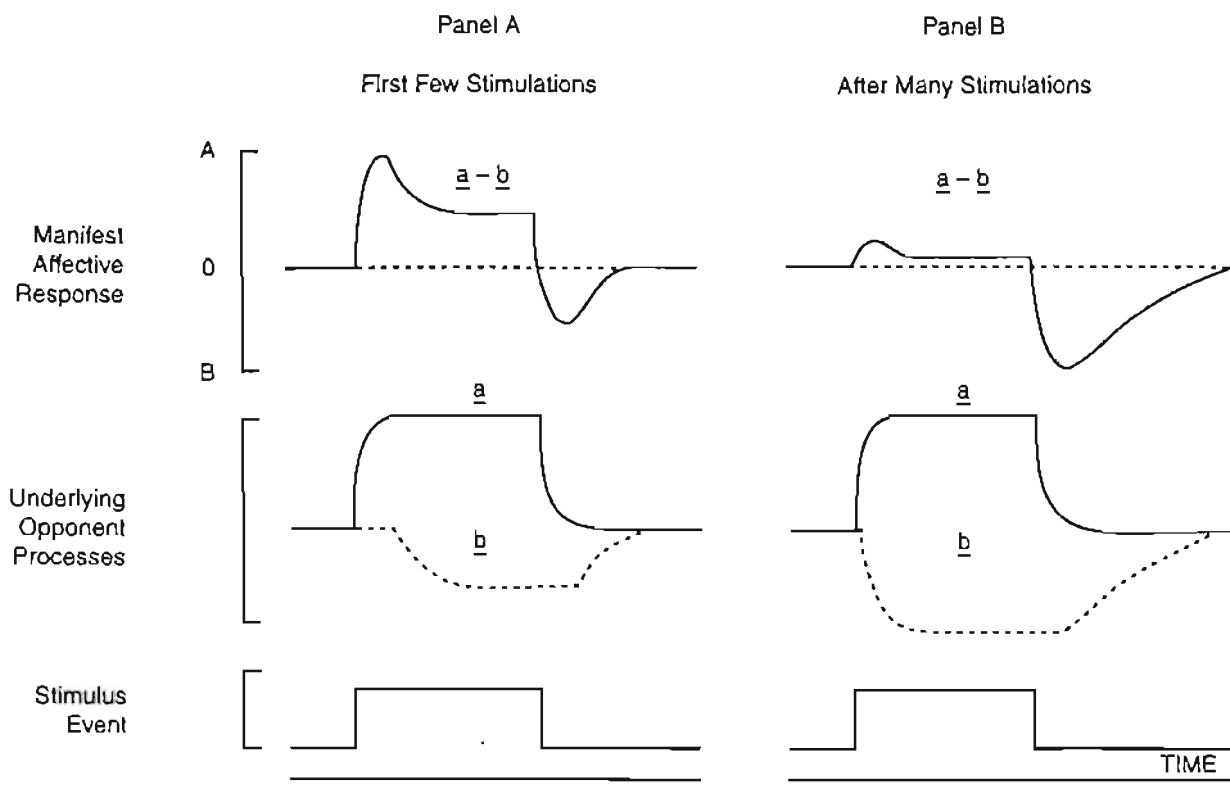 Panel A
Panel B
First Few Stimulations
After Many Stimulations
A
a – b
a – b
Manifest
Affective
Response
0
B
a
a
Underlying
Opponent
Processes
b
b
Stimulus
Event
TIME